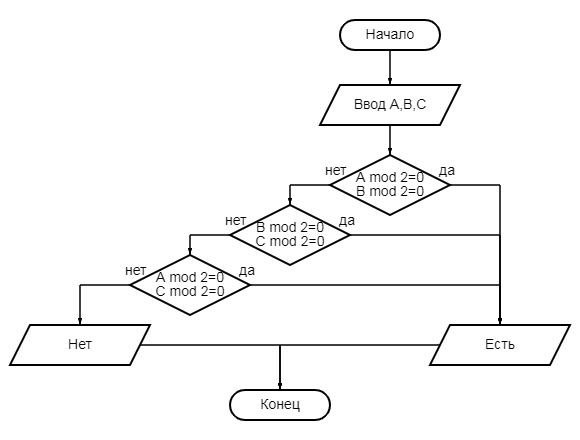 Начало
Ввод A,B,C
нет
да
A mod 2=0
B mod 2=0
нет
да
B mod 2=0
C mod 2=0
нет
да
A mod 2=0
C mod 2=0
Нет
Есть
Конец